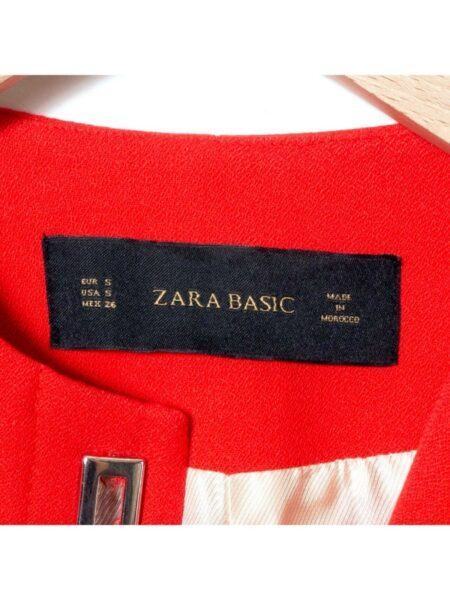 EUR S
USA S
MEX 26
ZARA BASIC
MADE
IN
MOROCCO